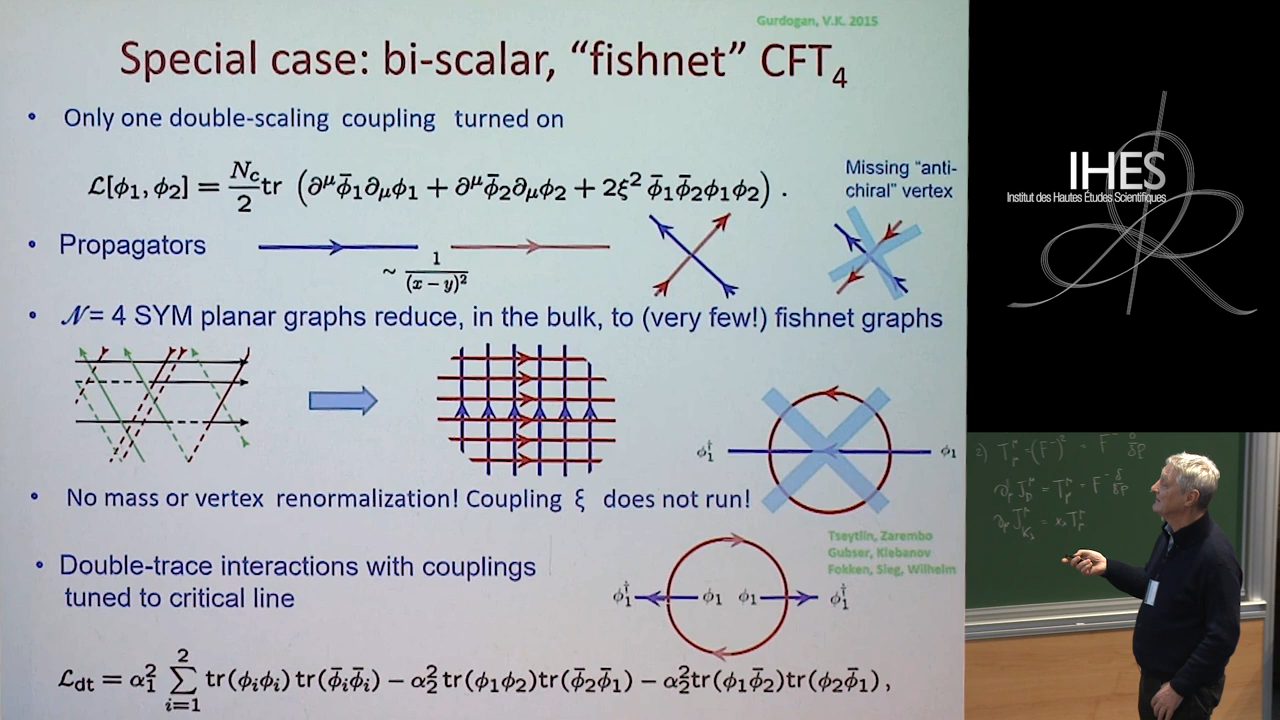 Gurdogan, V.K. 2015
Special case: bi-scalar, “fishnet” CFT₄
• Only one double-scaling coupling turned on
ℒ[ϕ₁, ϕ₂] = N_c/2 tr (∂^μ ϕ̄₁∂_μϕ₁ + ∂^μ ϕ̄₂∂_μϕ₂ + 2ξ² ϕ̄₁ϕ̄₂ϕ₁ϕ₂) .
Missing “anti-
chiral” vertex
• Propagators
~ 1/(x − y)²
• 𝒩 = 4 SYM planar graphs reduce, in the bulk, to (very few!) fishnet graphs
ϕ₁† ϕ₁
• No mass or vertex renormalization! Coupling ξ does not run!
Tseytlin, Zarembo
Gubser, Klebanov
Fokken, Sieg, Wilhelm
• Double-trace interactions with couplings
tuned to critical line
ϕ₁† ϕ₁ ϕ₁ ϕ₁†
ℒ_dt = α₁² ∑_{i=1}^{2} tr(ϕᵢϕᵢ) tr(ϕ̄ᵢϕ̄ᵢ) − α₂² tr(ϕ₁ϕ₂)tr(ϕ̄₂ϕ̄₁) − α₂²tr(ϕ₁ϕ̄₂)tr(ϕ₂ϕ̄₁) ,
IHES
Institut des Hautes Études Scientifiques